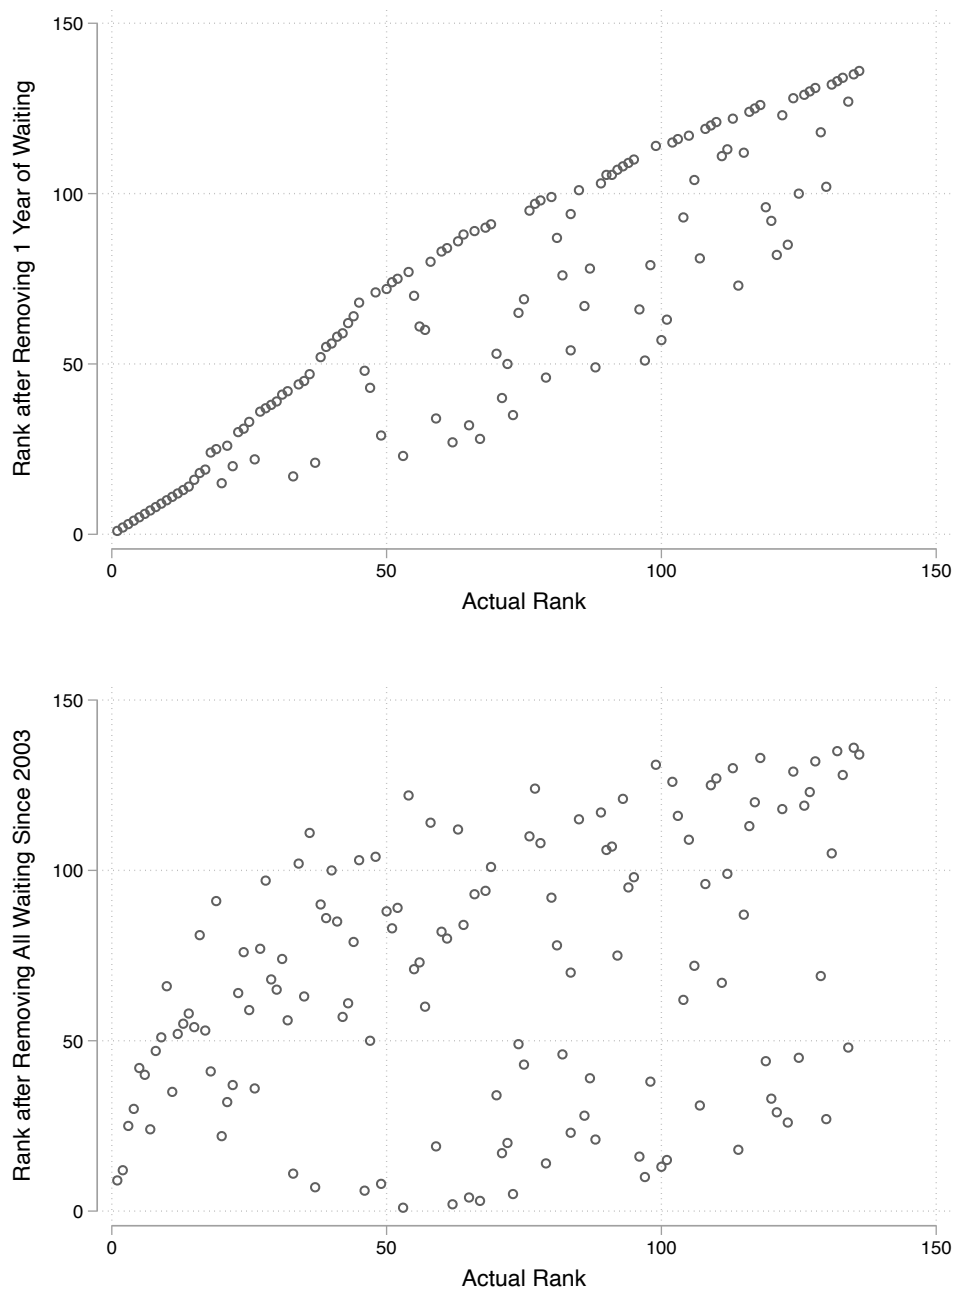 150
100
50
0
Rank after Removing 1 Year of Waiting
0 50 100 150
Actual Rank
150
100
50
0
Rank after Removing All Waiting Since 2003
0 50 100 150
Actual Rank